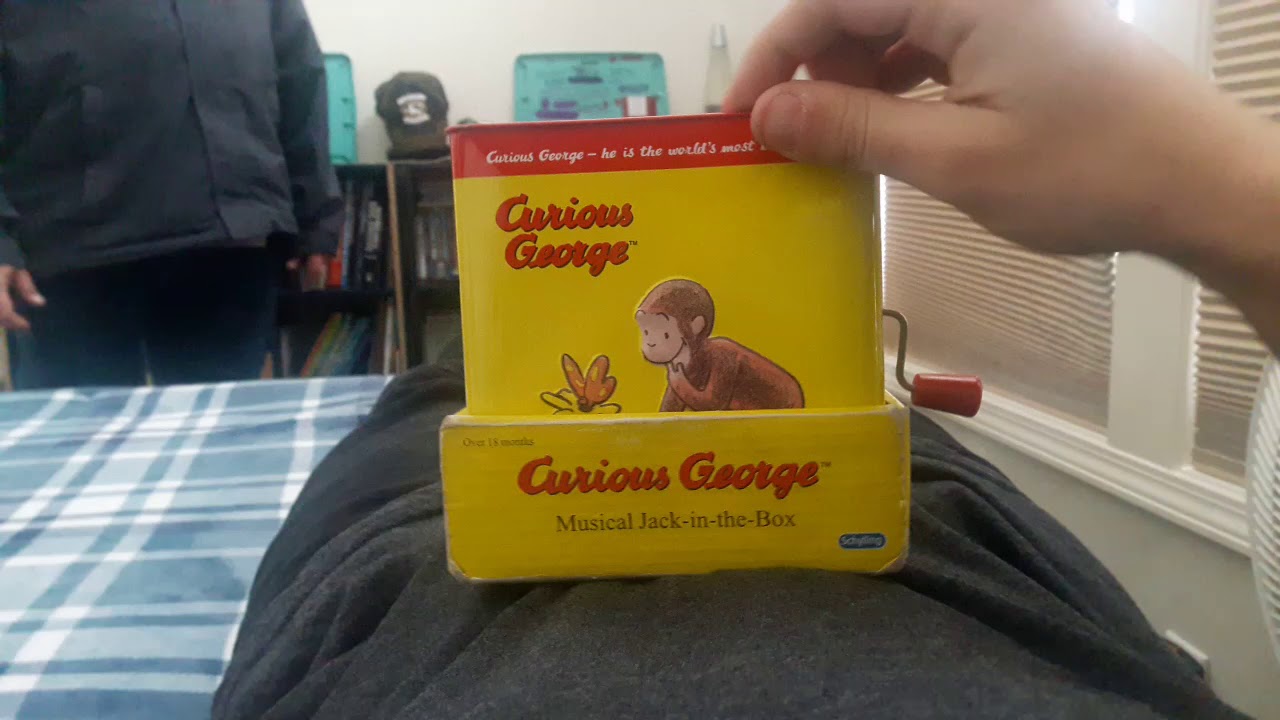 Curious George – he is the world's most
Curious
George™
Over 18 months
Curious George™
Musical Jack-in-the-Box
Schylling